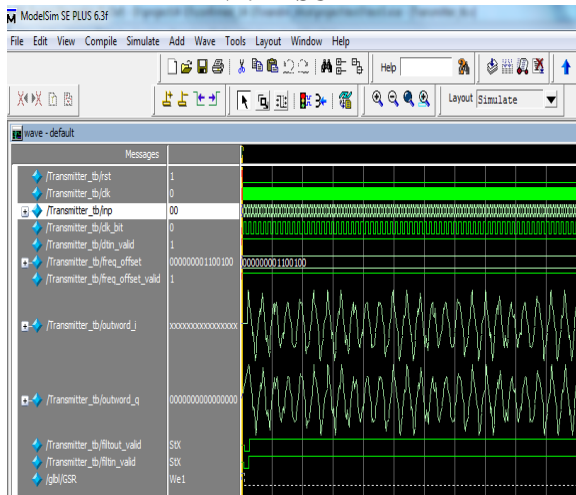 ModelSim SE PLUS 6.3f
File Edit View Compile Simulate Add Wave Tools Layout Window Help
Help
Layout Simulate
wave - default
Messages
/Transmitter_tb/rst 1
/Transmitter_tb/clk 0
/Transmitter_tb/inp 00
/Transmitter_tb/clk_bit 0
/Transmitter_tb/dtin_valid 1
/Transmitter_tb/freq_offset 000000001100100 000000001100100
/Transmitter_tb/freq_offset_valid 1
/Transmitter_tb/outword_i xxxxxxxxxxxxxxxx
/Transmitter_tb/outword_q 0000000000000000
/Transmitter_tb/filtout_valid StX
/Transmitter_tb/filtin_valid StX
/glbl/GSR We1